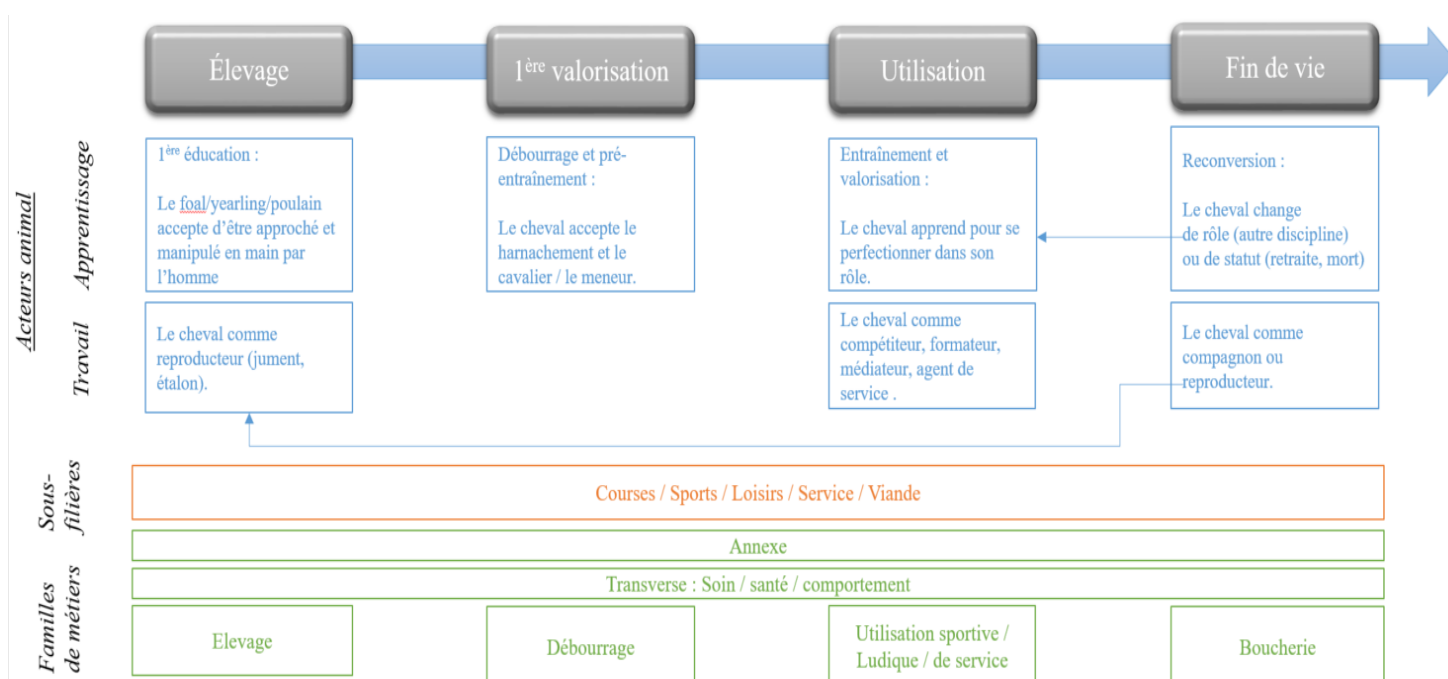 Élevage
1ère valorisation
Utilisation
Fin de vie
Acteurs animal
Apprentissage
1ère éducation :
Le foal/yearling/poulain
accepte d’être approché et
manipulé en main par
l’homme
Débourrage et pré-
entraînement :
Le cheval accepte le
harnachement et le
cavalier / le meneur.
Entraînement et
valorisation :
Le cheval apprend pour se
perfectionner dans son
rôle.
Reconversion :
Le cheval change
de rôle (autre discipline)
ou de statut (retraite, mort)
Travail
Le cheval comme
reproducteur (jument,
étalon).
Le cheval comme
compétiteur, formateur,
médiateur, agent de
service .
Le cheval comme
compagnon ou
reproducteur.
Sous-
filières
Courses / Sports / Loisirs / Service / Viande
Familles
de métiers
Annexe
Transverse : Soin / santé / comportement
Elevage
Débourrage
Utilisation sportive /
Ludique / de service
Boucherie